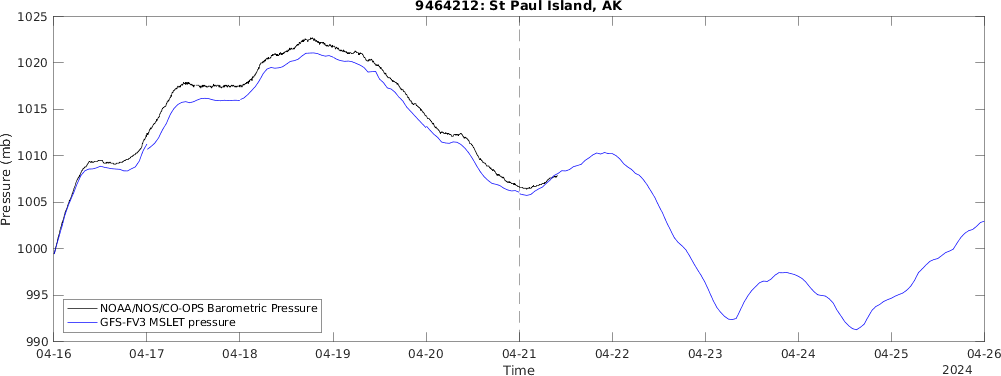 9464212: St Paul Island, AK
1025
1020
1015
1010
1005
1000
995
990
Pressure (mb)
NOAA/NOS/CO-OPS Barometric Pressure
GFS-FV3 MSLET pressure
04-16 04-17 04-18 04-19 04-20 04-21 04-22 04-23 04-24 04-25 04-26
Time
2024